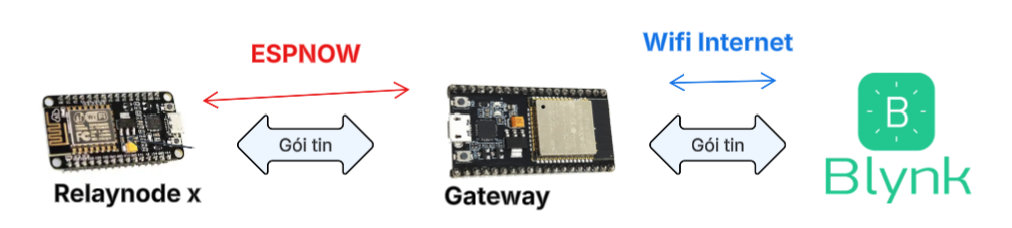 ESPNOW
Wifi Internet
Gói tin
Gói tin
B
Relaynode x
Gateway
Blynk